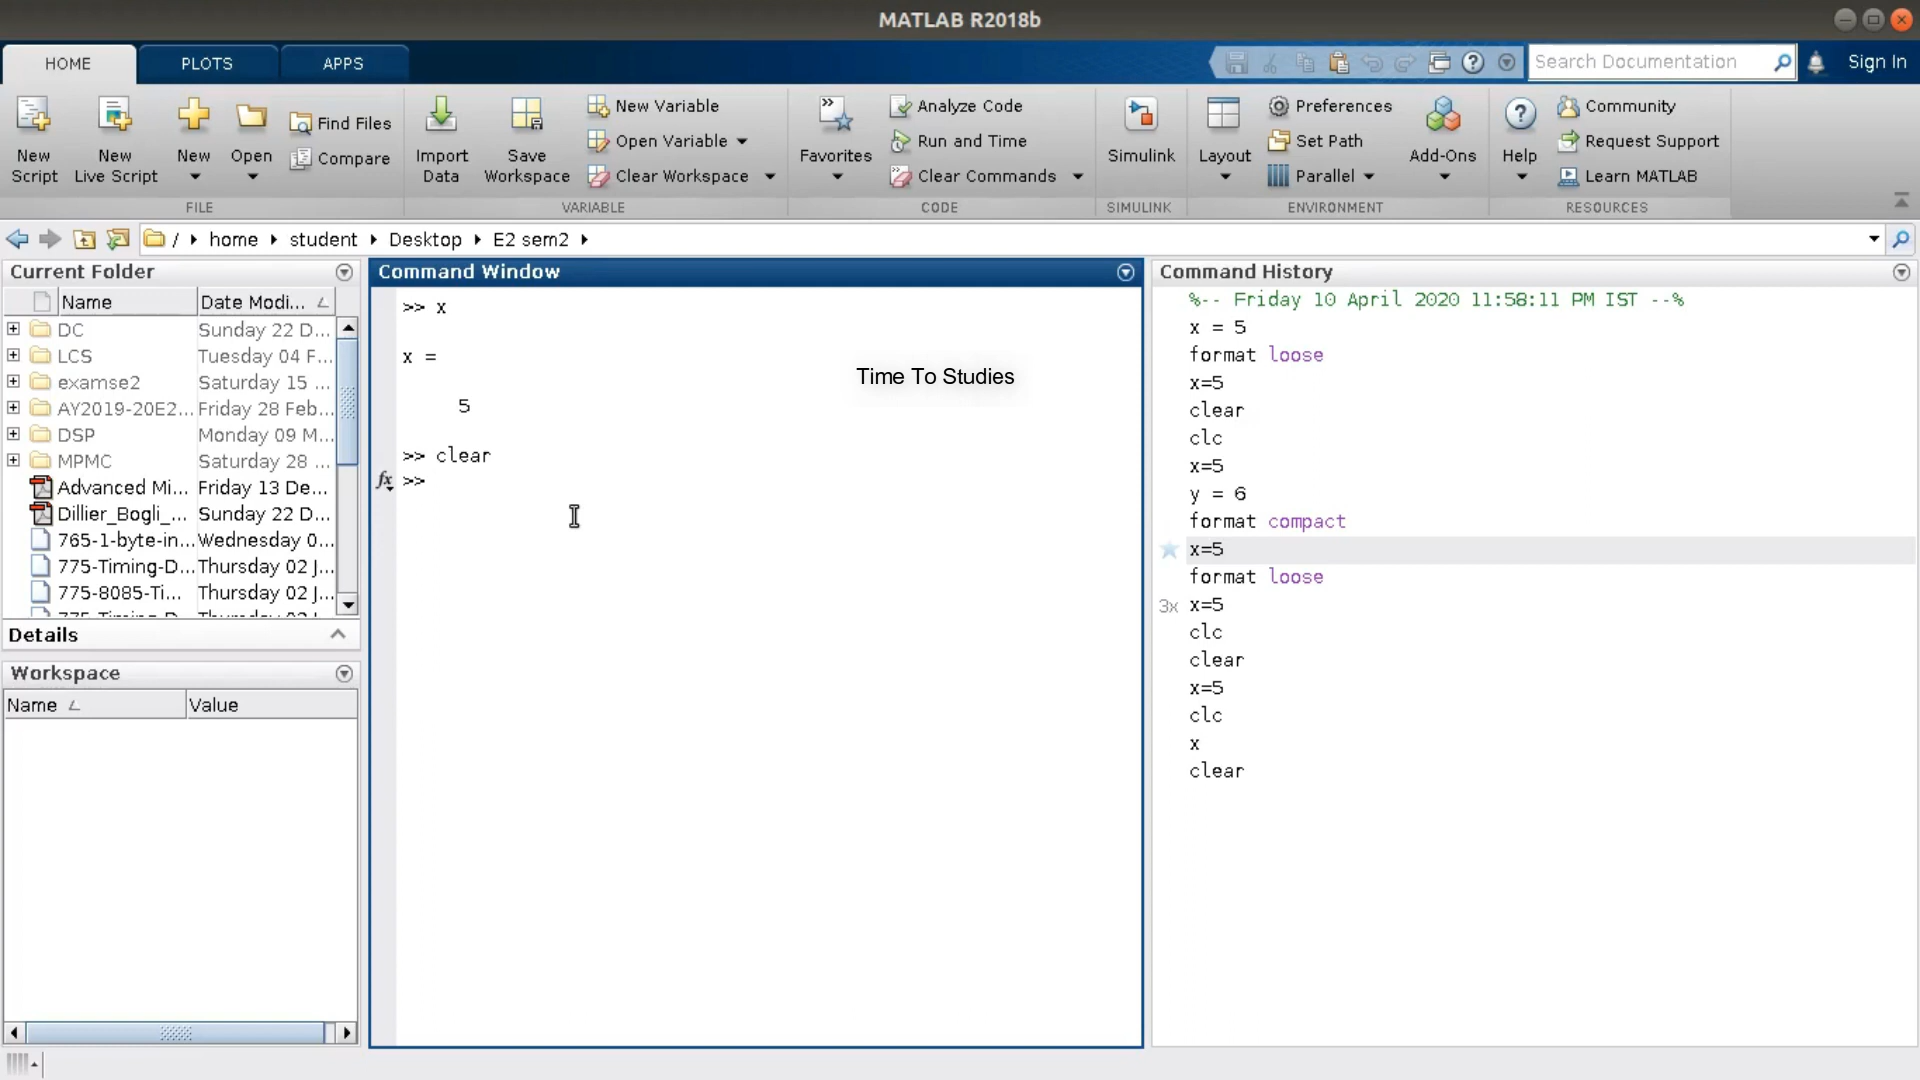 MATLAB R2018b
HOME PLOTS APPS
Search Documentation Sign In
New Script
New Live Script
New
Open
Find Files
Compare
FILE
Import Data
Save Workspace
New Variable
Open Variable
Clear Workspace
VARIABLE
Favorites
Analyze Code
Run and Time
Clear Commands
CODE
Simulink
SIMULINK
Layout
Preferences
Set Path
Parallel
Add-Ons
ENVIRONMENT
Help
Community
Request Support
Learn MATLAB
RESOURCES
/ home student Desktop E2 sem2
Current Folder
Name Date Modi...
DC Sunday 22 D...
LCS Tuesday 04 F...
examse2 Saturday 15 ...
AY2019-20E2... Friday 28 Feb...
DSP Monday 09 M...
MPMC Saturday 28 ...
Advanced Mi... Friday 13 De...
Dillier_Bogli_... Sunday 22 D...
765-1-byte-in... Wednesday 0...
775-Timing-D... Thursday 02 J...
775-8085-Ti... Thursday 02 J...
Details
Workspace
Name Value
Command Window
>> x
x =
5
>> clear
fx >>
Time To Studies
Command History
%-- Friday 10 April 2020 11:58:11 PM IST --%
x = 5
format loose
x=5
clear
clc
x=5
y = 6
format compact
x=5
format loose
3x x=5
clc
clear
x=5
clc
x
clear